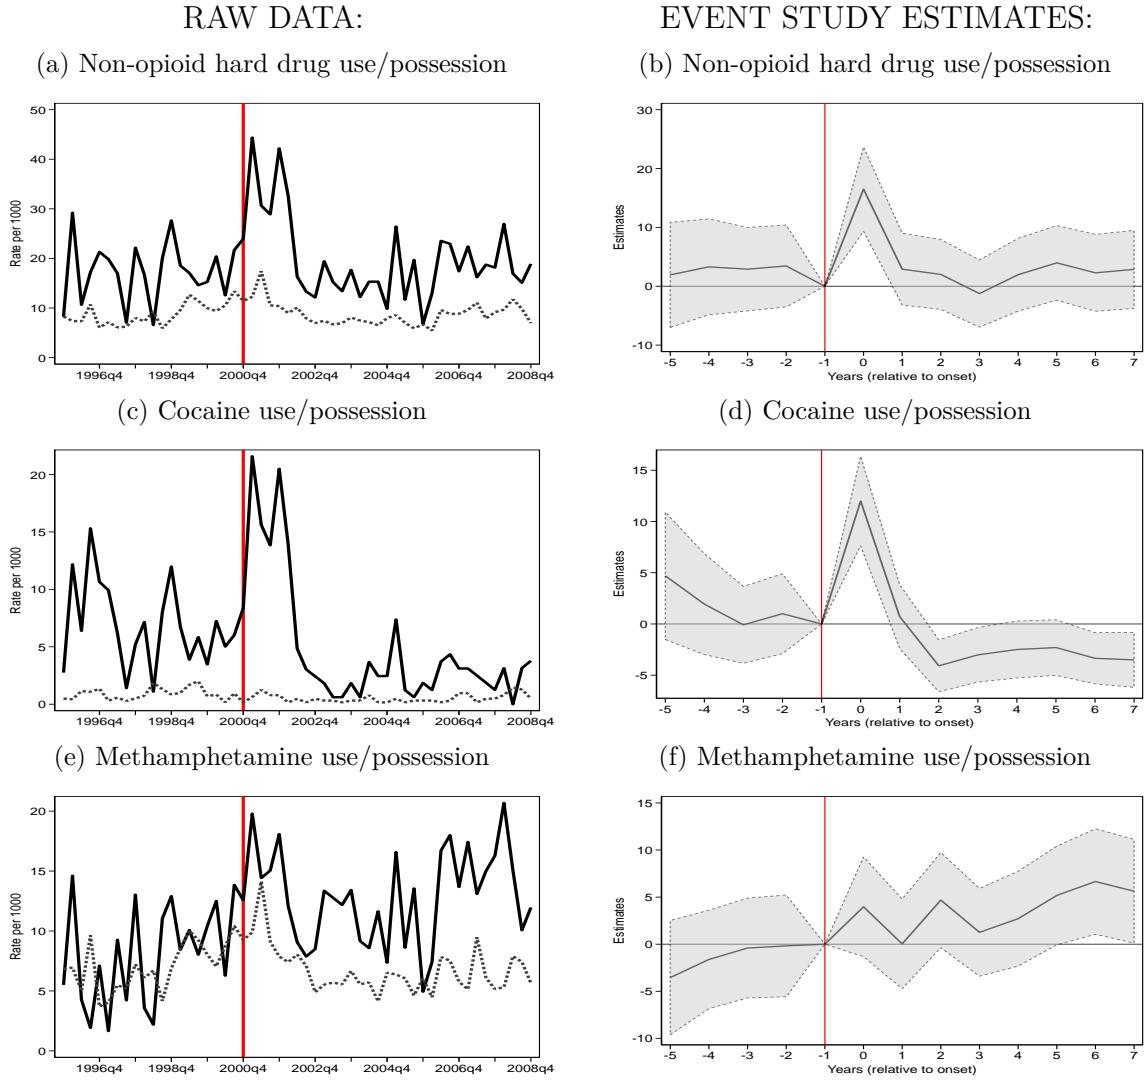 RAW DATA:
EVENT STUDY ESTIMATES:
(a) Non-opioid hard drug use/possession
(b) Non-opioid hard drug use/possession
50
40
30
20
10
0
Rate per 1000
1996q4 1998q4 2000q4 2002q4 2004q4 2006q4 2008q4
30
20
10
0
-10
Estimates
-5 -4 -3 -2 -1 0 1 2 3 4 5 6 7
Years (relative to onset)
(c) Cocaine use/possession
(d) Cocaine use/possession
20
15
10
5
0
Rate per 1000
1996q4 1998q4 2000q4 2002q4 2004q4 2006q4 2008q4
15
10
5
0
-5
Estimates
-5 -4 -3 -2 -1 0 1 2 3 4 5 6 7
Years (relative to onset)
(e) Methamphetamine use/possession
(f) Methamphetamine use/possession
20
15
10
5
0
Rate per 1000
1996q4 1998q4 2000q4 2002q4 2004q4 2006q4 2008q4
15
10
5
0
-5
-10
Estimates
-5 -4 -3 -2 -1 0 1 2 3 4 5 6 7
Years (relative to onset)